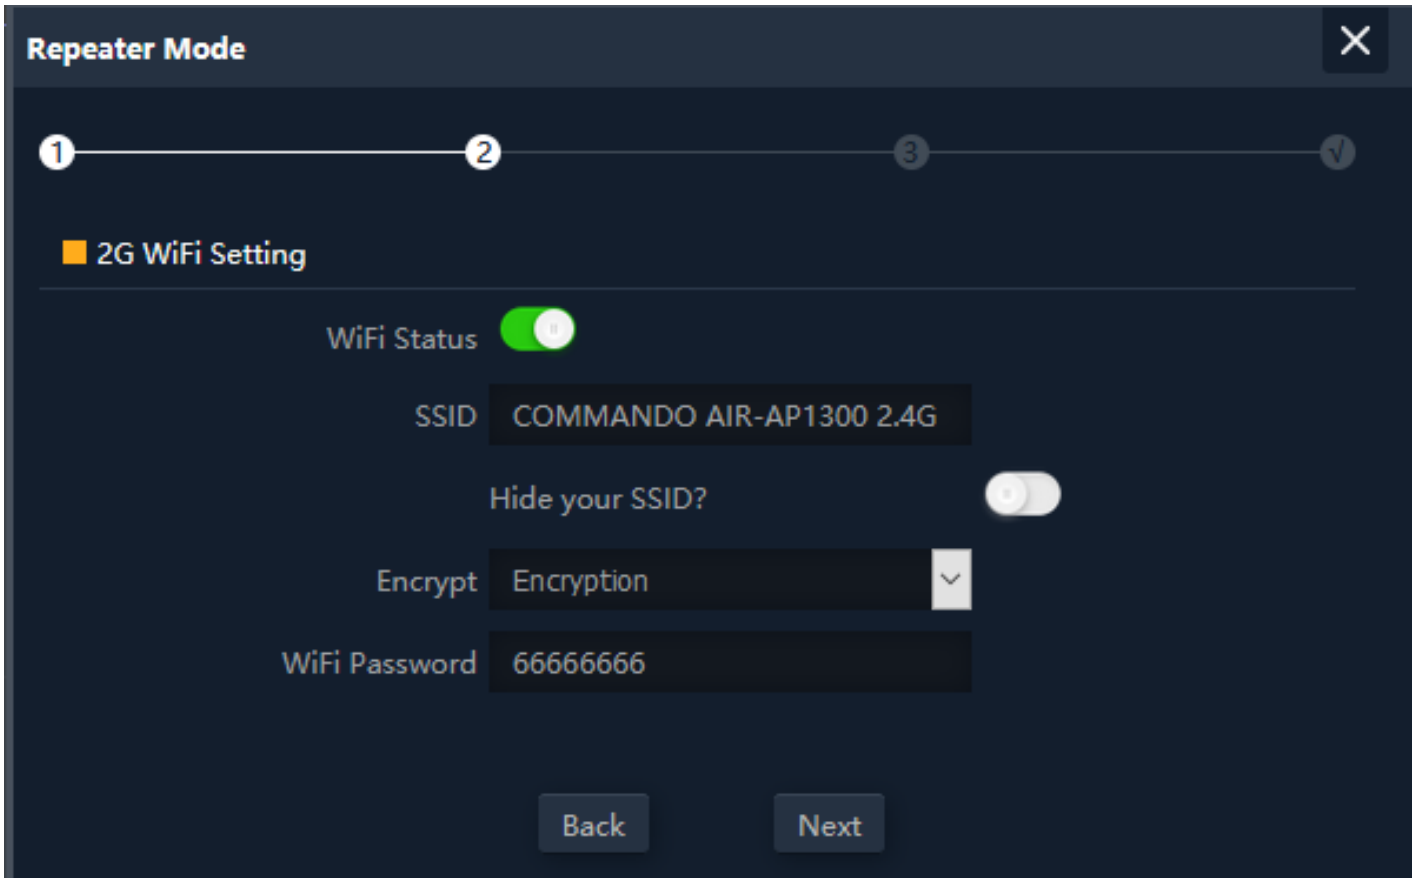 Repeater Mode
1 2 3 √
2G WiFi Setting
WiFi Status
SSID COMMANDO AIR-AP1300 2.4G
Hide your SSID?
Encrypt Encryption
WiFi Password 66666666
Back Next